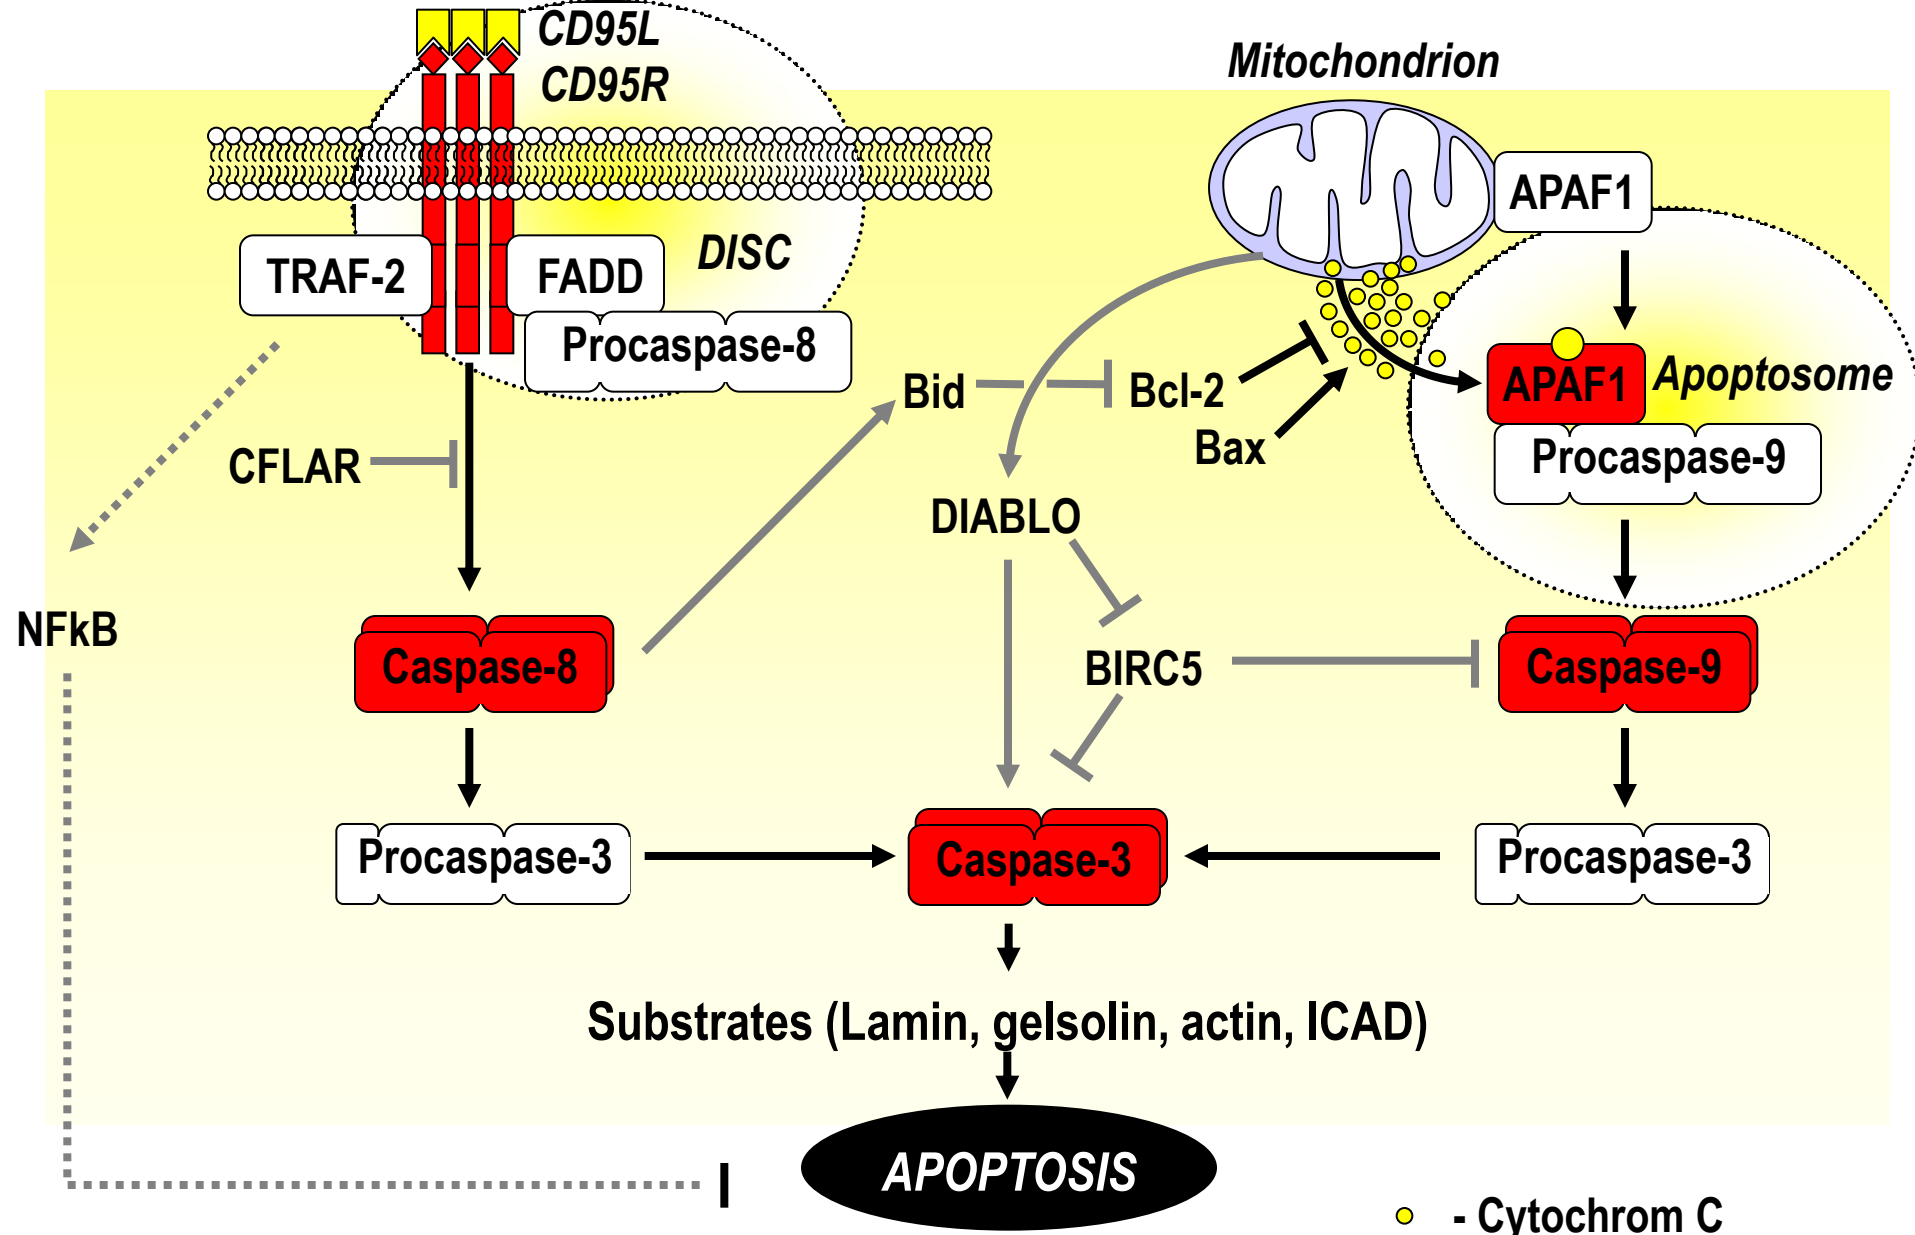 CD95L
CD95R
Mitochondrion
APAF1
TRAF-2
FADD
DISC
Procaspase-8
Bid
Bcl-2
Bax
APAF1
Apoptosome
Procaspase-9
CFLAR
DIABLO
NFkB
Caspase-8
BIRC5
Caspase-9
Procaspase-3
Caspase-3
Procaspase-3
Substrates (Lamin, gelsolin, actin, ICAD)
APOPTOSIS
- Cytochrom C